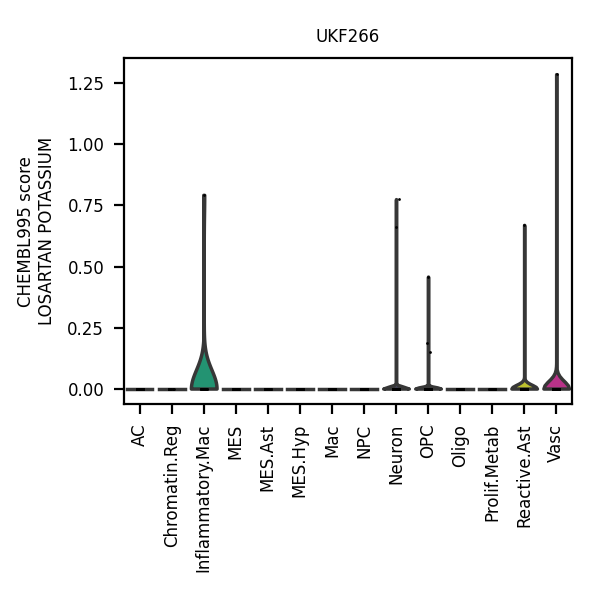 UKF266
CHEMBL995 score
LOSARTAN POTASSIUM
1.25
1.00
0.75
0.50
0.25
0.00
AC
Chromatin.Reg
Inflammatory.Mac
MES
MES.Ast
MES.Hyp
Mac
NPC
Neuron
OPC
Oligo
Prolif.Metab
Reactive.Ast
Vasc